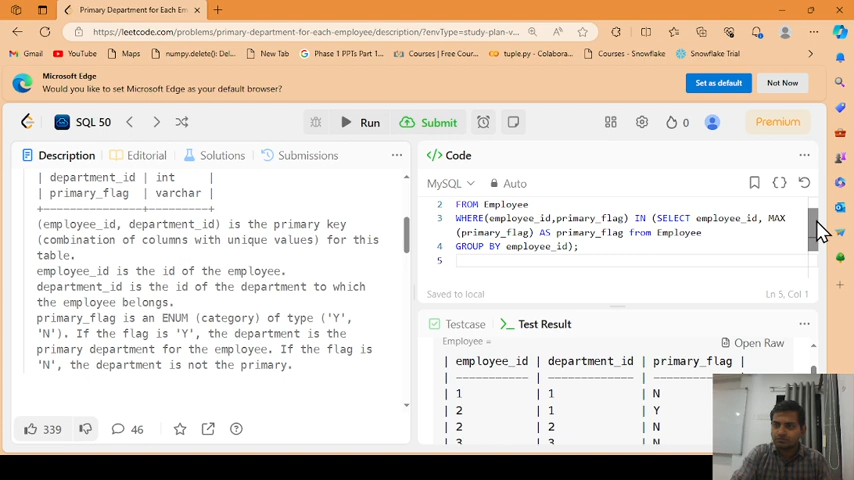 Primary Department for Each Em
https://leetcode.com/problems/primary-department-for-each-employee/description/?envType=study-plan-v...
Gmail
YouTube
Maps
numpy.delete(): Del...
New Tab
Phase 1 PPTs Part 1...
Courses | Free Cour...
tuple.py - Colabora...
Courses - Snowflake
Snowflake Trial
Microsoft Edge
Would you like to set Microsoft Edge as your default browser?
Set as default
Not Now
SQL 50
Run
Submit
0
Premium
Description
Editorial
Solutions
Submissions
| department_id | int |
| primary_flag | varchar |
+---------------+---------+
(employee_id, department_id) is the primary key
(combination of columns with unique values) for this
table.
employee_id is the id of the employee.
department_id is the id of the department to which
the employee belongs.
primary_flag is an ENUM (category) of type ('Y',
'N'). If the flag is 'Y', the department is the
primary department for the employee. If the flag is
'N', the department is not the primary.
339
46
</> Code
MySQL
Auto
2 FROM Employee
3 WHERE(employee_id,primary_flag) IN (SELECT employee_id, MAX
(primary_flag) AS primary_flag from Employee
4 GROUP BY employee_id);
5
Saved to local
Ln 5, Col 1
Testcase
Test Result
Employee =
Open Raw
| employee_id | department_id | primary_flag |
| ----------- | ------------- | ------------
| 1 | 1 | N
| 2 | 1 | Y
| 2 | 2 | N
| 3 | 3 | N